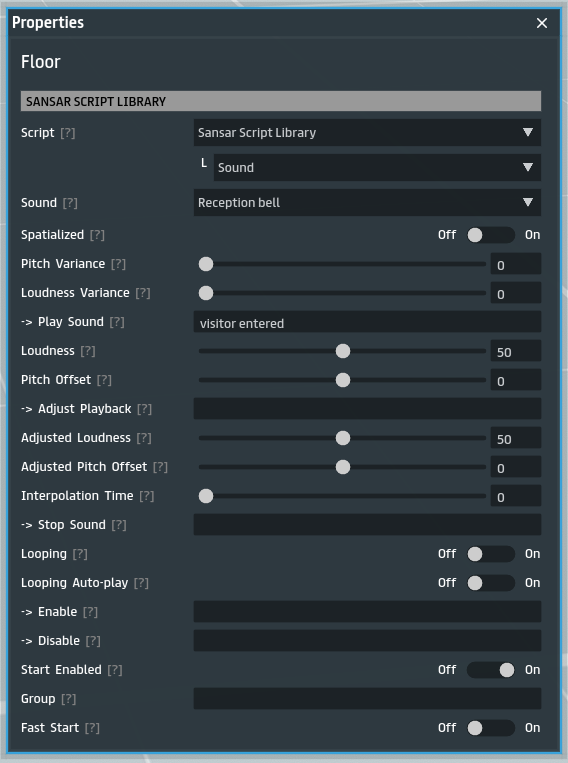 Properties
Floor
SANSAR SCRIPT LIBRARY
Script [?] Sansar Script Library
Sound
Sound [?] Reception bell
Spatialized [?] Off On
Pitch Variance [?] 0
Loudness Variance [?] 0
-> Play Sound [?] visitor entered
Loudness [?] 50
Pitch Offset [?] 0
-> Adjust Playback [?]
Adjusted Loudness [?] 50
Adjusted Pitch Offset [?] 0
Interpolation Time [?] 0
-> Stop Sound [?]
Looping [?] Off On
Looping Auto-play [?] Off On
-> Enable [?]
-> Disable [?]
Start Enabled [?] Off On
Group [?]
Fast Start [?] Off On